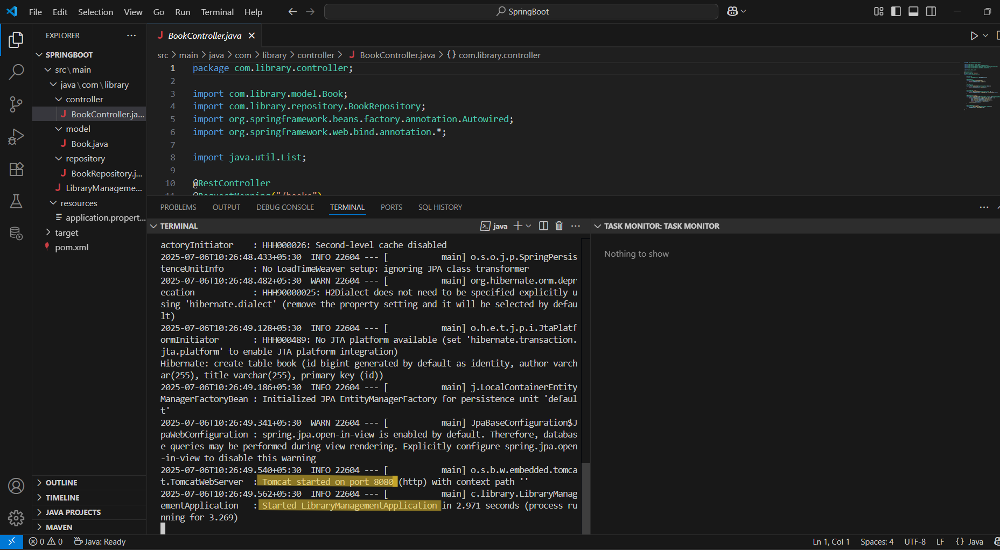 File Edit Selection View Go Run Terminal Help
SpringBoot
EXPLORER
SPRINGBOOT
src\main
java\com\library
controller
BookController.ja...
model
Book.java
repository
BookRepository.j...
LibraryManageme...
resources
application.propert...
target
pom.xml
OUTLINE
TIMELINE
JAVA PROJECTS
MAVEN
BookController.java
src > main > java > com > library > controller > BookController.java > {} com.library.controller
1 package com.library.controller;
2
3 import com.library.model.Book;
4 import com.library.repository.BookRepository;
5 import org.springframework.beans.factory.annotation.Autowired;
6 import org.springframework.web.bind.annotation.*;
7
8 import java.util.List;
9
10 @RestController
11 @RequestMapping("/books")
PROBLEMS OUTPUT DEBUG CONSOLE TERMINAL PORTS SQL HISTORY
TERMINAL
java
actoryInitiator    : HHH000026: Second-level cache disabled
2025-07-06T10:26:48.433+05:30  INFO 22604 --- [           main] o.s.o.j.p.SpringPersis
tenceUnitInfo      : No LoadTimeWeaver setup: ignoring JPA class transformer
2025-07-06T10:26:48.482+05:30  WARN 22604 --- [           main] org.hibernate.orm.depr
ecation            : HHH90000025: H2Dialect does not need to be specified explicitly u
sing 'hibernate.dialect' (remove the property setting and it will be selected by defau
lt)
2025-07-06T10:26:49.128+05:30  INFO 22604 --- [           main] o.h.e.t.j.p.i.JtaPlatf
ormInitiator       : HHH000489: No JTA platform available (set 'hibernate.transaction.
jta.platform' to enable JTA platform integration)
Hibernate: create table book (id bigint generated by default as identity, author varch
ar(255), title varchar(255), primary key (id))
2025-07-06T10:26:49.186+05:30  INFO 22604 --- [           main] j.LocalContainerEntity
ManagerFactoryBean : Initialized JPA EntityManagerFactory for persistence unit 'defaul
t'
2025-07-06T10:26:49.341+05:30  WARN 22604 --- [           main] JpaBaseConfiguration$J
paWebConfiguration : spring.jpa.open-in-view is enabled by default. Therefore, databas
e queries may be performed during view rendering. Explicitly configure spring.jpa.open
-in-view to disable this warning
2025-07-06T10:26:49.540+05:30  INFO 22604 --- [           main] o.s.b.w.embedded.tomca
t.TomcatWebServer  : Tomcat started on port 8080 (http) with context path ''
2025-07-06T10:26:49.562+05:30  INFO 22604 --- [           main] c.library.LibraryManag
ementApplication   : Started LibraryManagementApplication in 2.971 seconds (process ru
nning for 3.269)
TASK MONITOR: TASK MONITOR
Nothing to show
0 0 Java: Ready
Ln 1, Col 1 Spaces: 4 UTF-8 LF {} Java